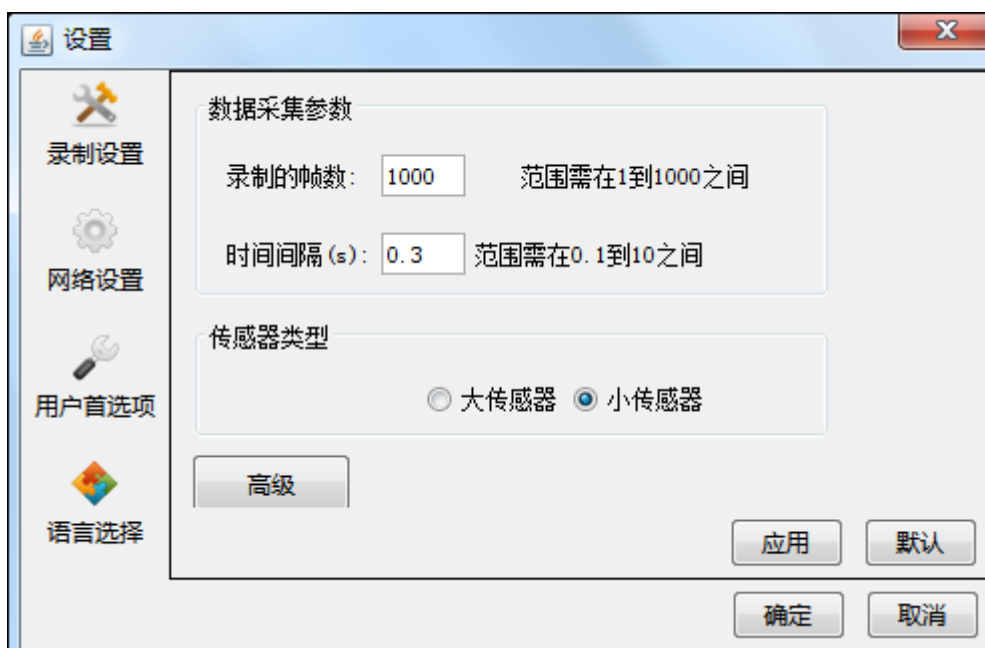 设置
录制设置
网络设置
用户首选项
语言选择
数据采集参数
录制的帧数: 1000 范围需在1到1000之间
时间间隔(s): 0.3 范围需在0.1到10之间
传感器类型
大传感器 小传感器
高级
应用 默认
确定 取消